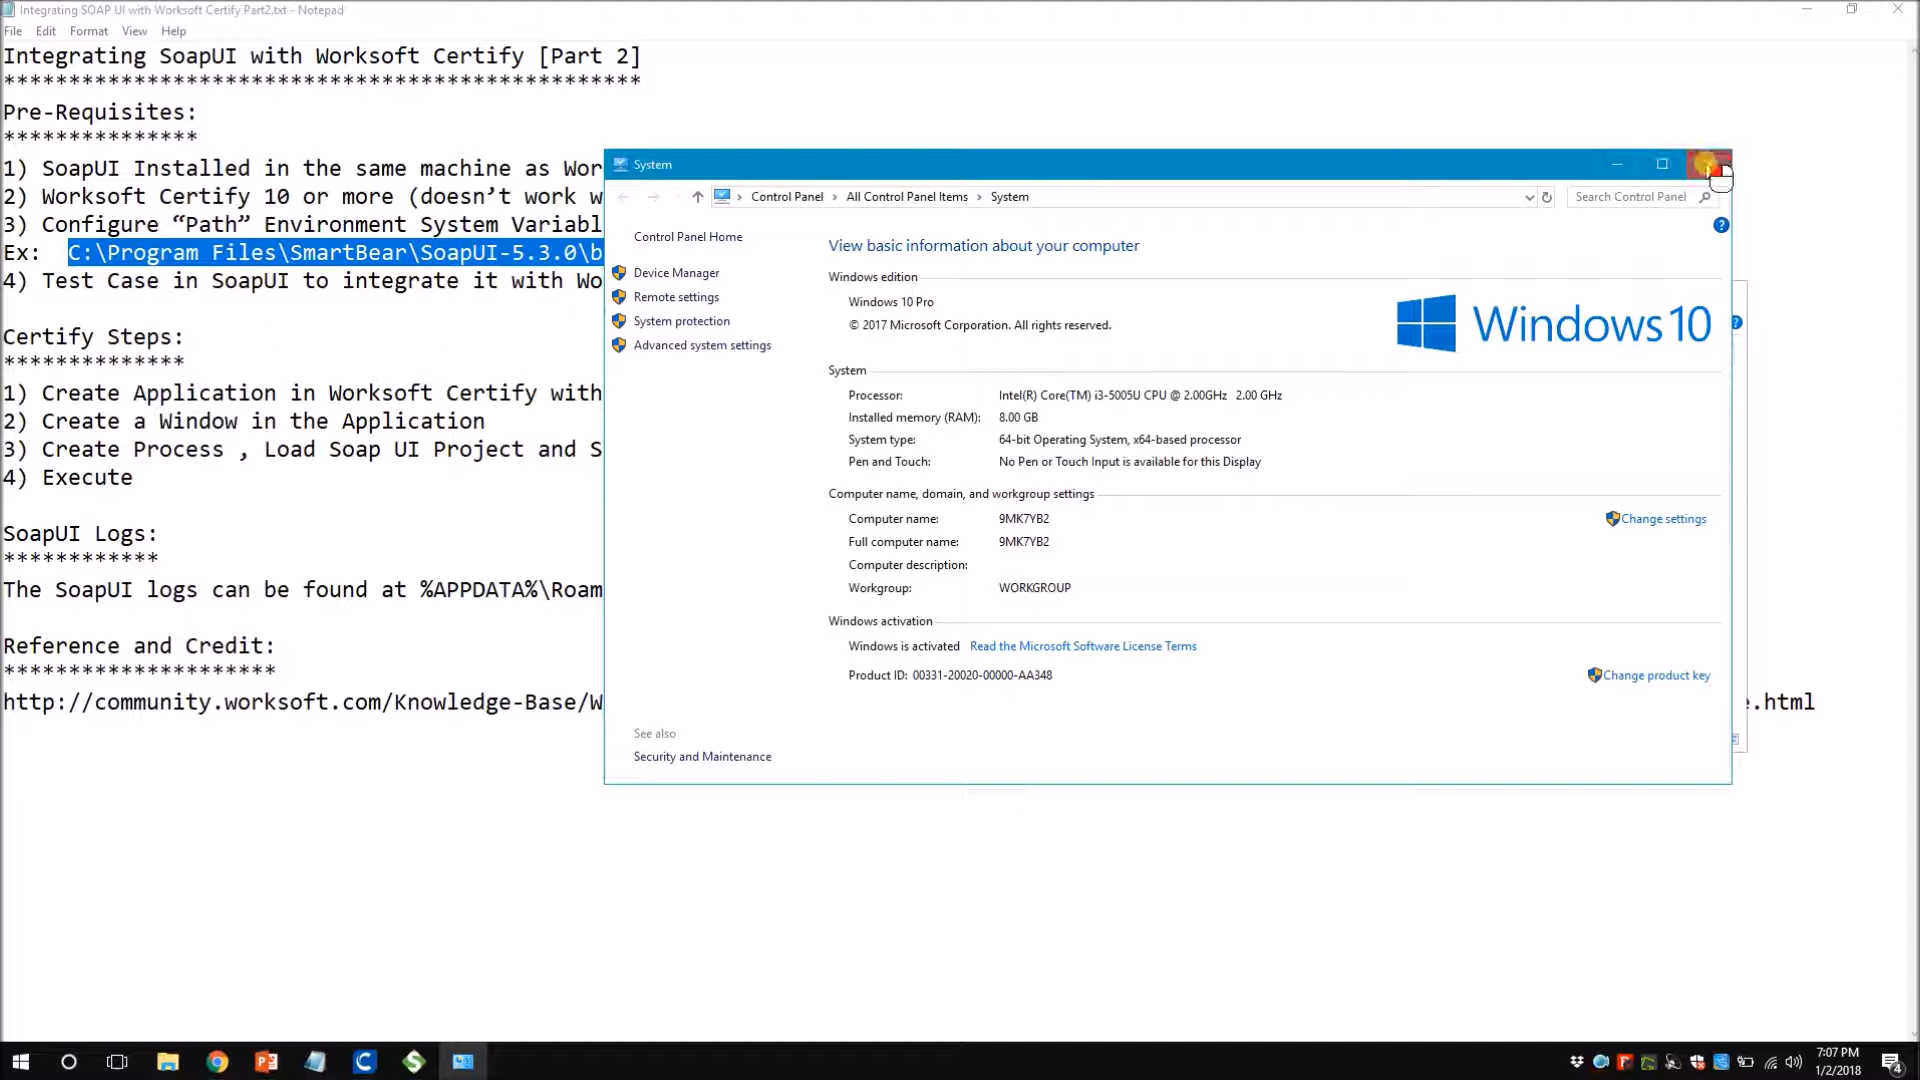 Integrating SOAP UI with Worksoft Certify Part2.txt - Notepad
File Edit Format View Help
Integrating SoapUI with Worksoft Certify [Part 2]
*************************************************
Pre-Requisites:
***************
1) SoapUI Installed in the same machine as Wor
2) Worksoft Certify 10 or more (doesn’t work w
3) Configure “Path” Environment System Variabl
Ex: C:\Program Files\SmartBear\SoapUI-5.3.0\b
4) Test Case in SoapUI to integrate it with Wo
Certify Steps:
**************
1) Create Application in Worksoft Certify with
2) Create a Window in the Application
3) Create Process , Load Soap UI Project and S
4) Execute
SoapUI Logs:
************
The SoapUI logs can be found at %APPDATA%\Roam
Reference and Credit:
*********************
http://community.worksoft.com/Knowledge-Base/W
.html
System
Control Panel > All Control Panel Items > System
Search Control Panel
Control Panel Home
Device Manager
Remote settings
System protection
Advanced system settings
See also
Security and Maintenance
View basic information about your computer
Windows edition
Windows 10 Pro
© 2017 Microsoft Corporation. All rights reserved.
Windows 10
System
Processor: Intel(R) Core(TM) i3-5005U CPU @ 2.00GHz 2.00 GHz
Installed memory (RAM): 8.00 GB
System type: 64-bit Operating System, x64-based processor
Pen and Touch: No Pen or Touch Input is available for this Display
Computer name, domain, and workgroup settings
Computer name: 9MK7YB2
Change settings
Full computer name: 9MK7YB2
Computer description:
Workgroup: WORKGROUP
Windows activation
Windows is activated Read the Microsoft Software License Terms
Product ID: 00331-20020-00000-AA348
Change product key
7:07 PM
1/2/2018
4